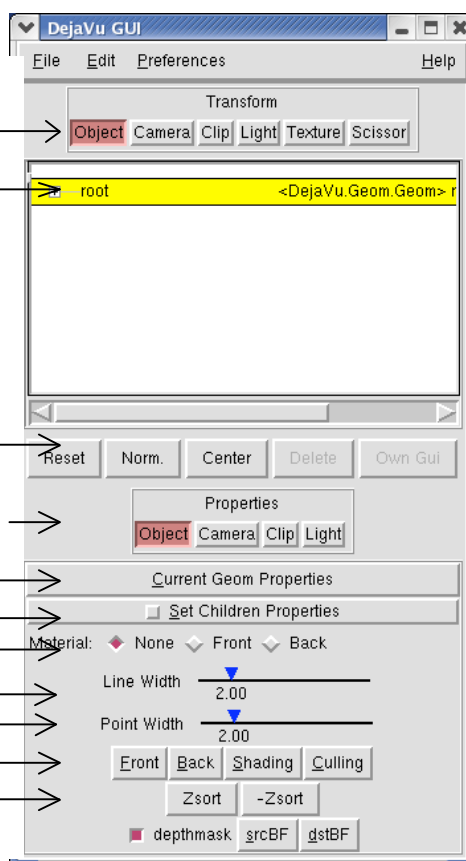 DejaVu GUI
File Edit Preferences Help
Transform
Object Camera Clip Light Texture Scissor
root <DejaVu.Geom.Geom> r
Reset Norm. Center Delete Own Gui
Properties
Object Camera Clip Light
Current Geom Properties
Set Children Properties
Material: None Front Back
Line Width
2.00
Point Width
2.00
Front Back Shading Culling
Zsort -Zsort
depthmask srcBF dstBF